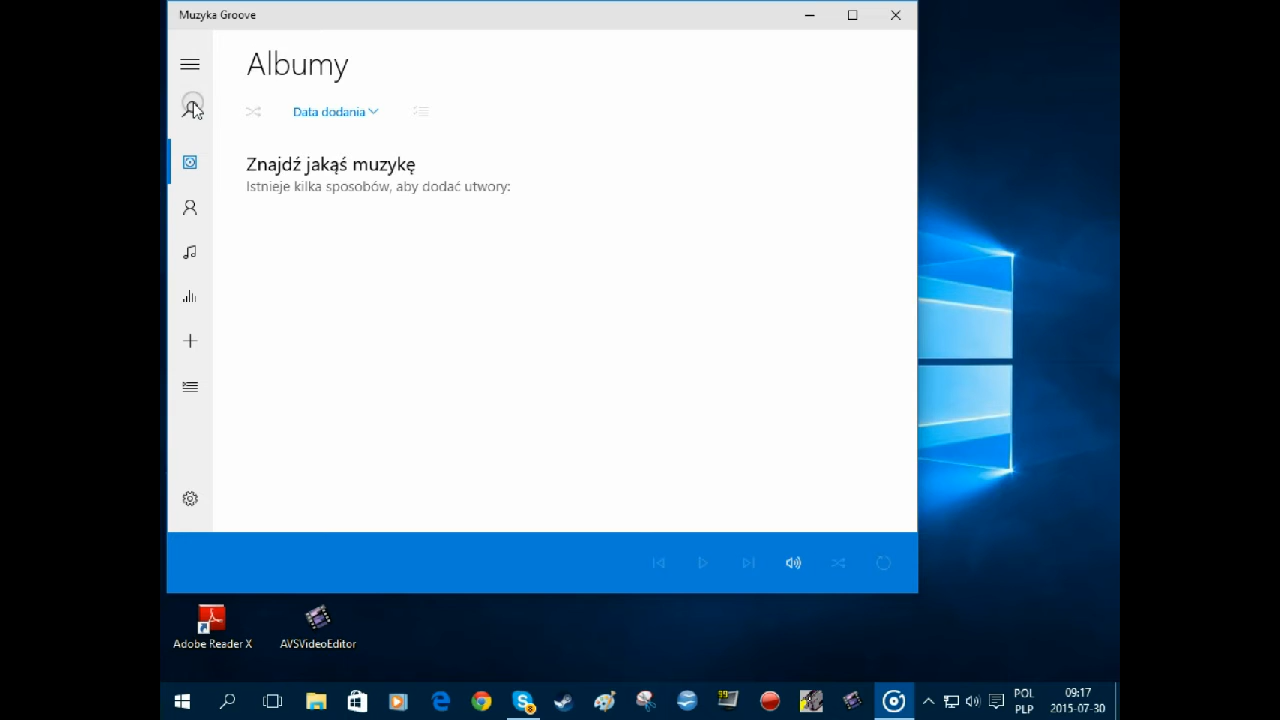 Muzyka Groove
Albumy
Data dodania
Znajdź jakąś muzykę
Istnieje kilka sposobów, aby dodać utwory:
Adobe Reader X
AVSVideoEditor
99
POL
PLP
09:17
2015-07-30